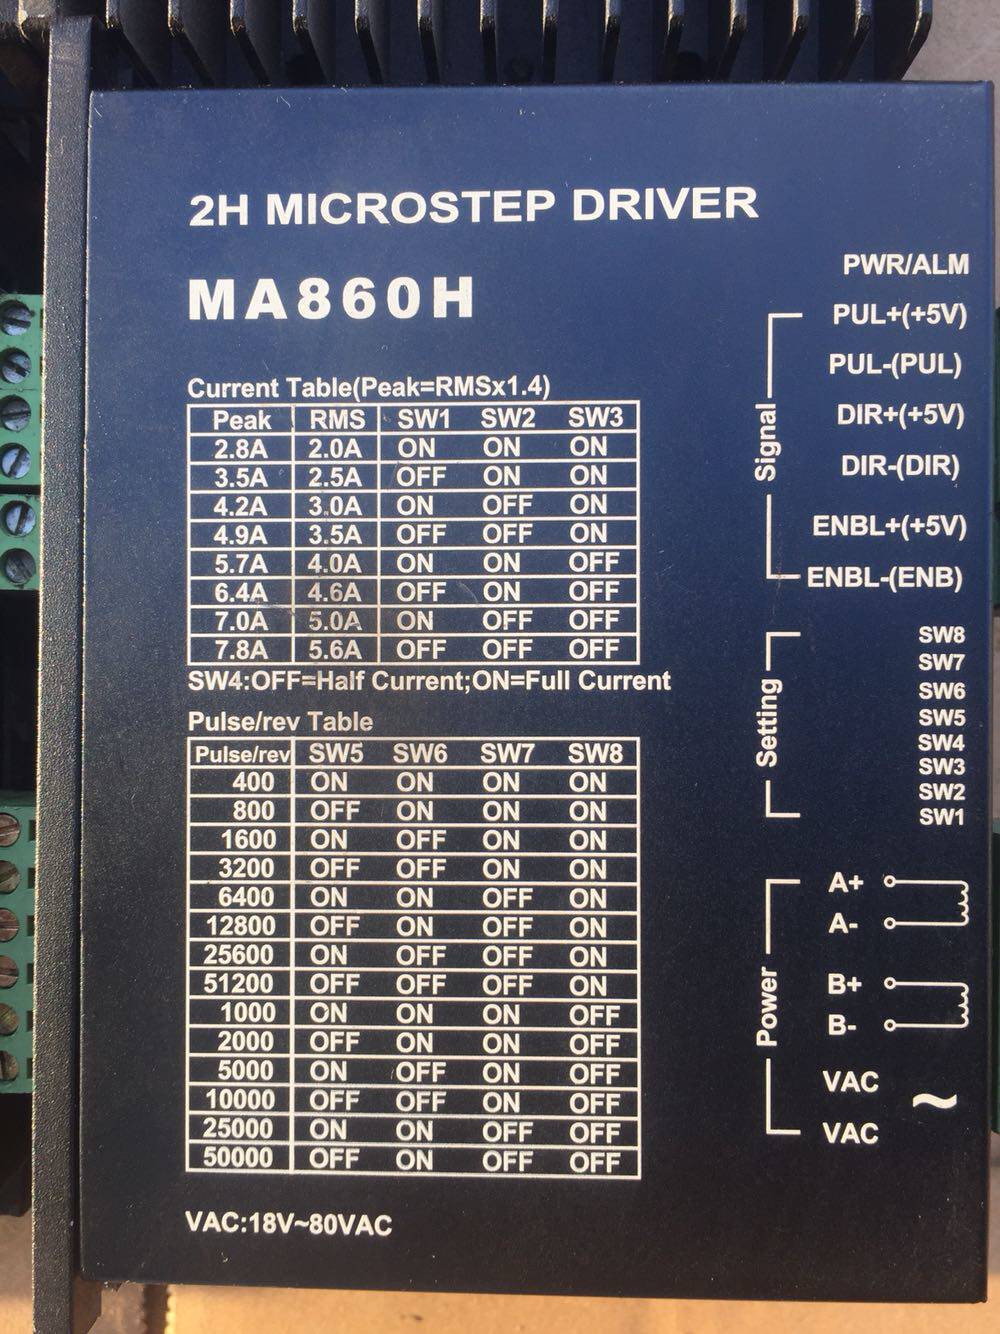 2H MICROSTEP DRIVER
MA860H
Current Table(Peak=RMSx1.4)
Peak RMS SW1 SW2 SW3
2.8A 2.0A ON ON ON
3.5A 2.5A OFF ON ON
4.2A 3.0A ON OFF ON
4.9A 3.5A OFF OFF ON
5.7A 4.0A ON ON OFF
6.4A 4.6A OFF ON OFF
7.0A 5.0A ON OFF OFF
7.8A 5.6A OFF OFF OFF
SW4:OFF=Half Current;ON=Full Current
Pulse/rev Table
Pulse/rev SW5 SW6 SW7 SW8
400 ON ON ON ON
800 OFF ON ON ON
1600 ON OFF ON ON
3200 OFF OFF ON ON
6400 ON ON OFF ON
12800 OFF ON OFF ON
25600 ON OFF OFF ON
51200 OFF OFF OFF ON
1000 ON ON ON OFF
2000 OFF ON ON OFF
5000 ON OFF ON OFF
10000 OFF OFF ON OFF
25000 ON ON OFF OFF
50000 OFF ON OFF OFF
VAC:18V~80VAC
PWR/ALM
Signal
PUL+(+5V)
PUL-(PUL)
DIR+(+5V)
DIR-(DIR)
ENBL+(+5V)
ENBL-(ENB)
Setting
SW8
SW7
SW6
SW5
SW4
SW3
SW2
SW1
Power
A+
A-
B+
B-
VAC
~
VAC